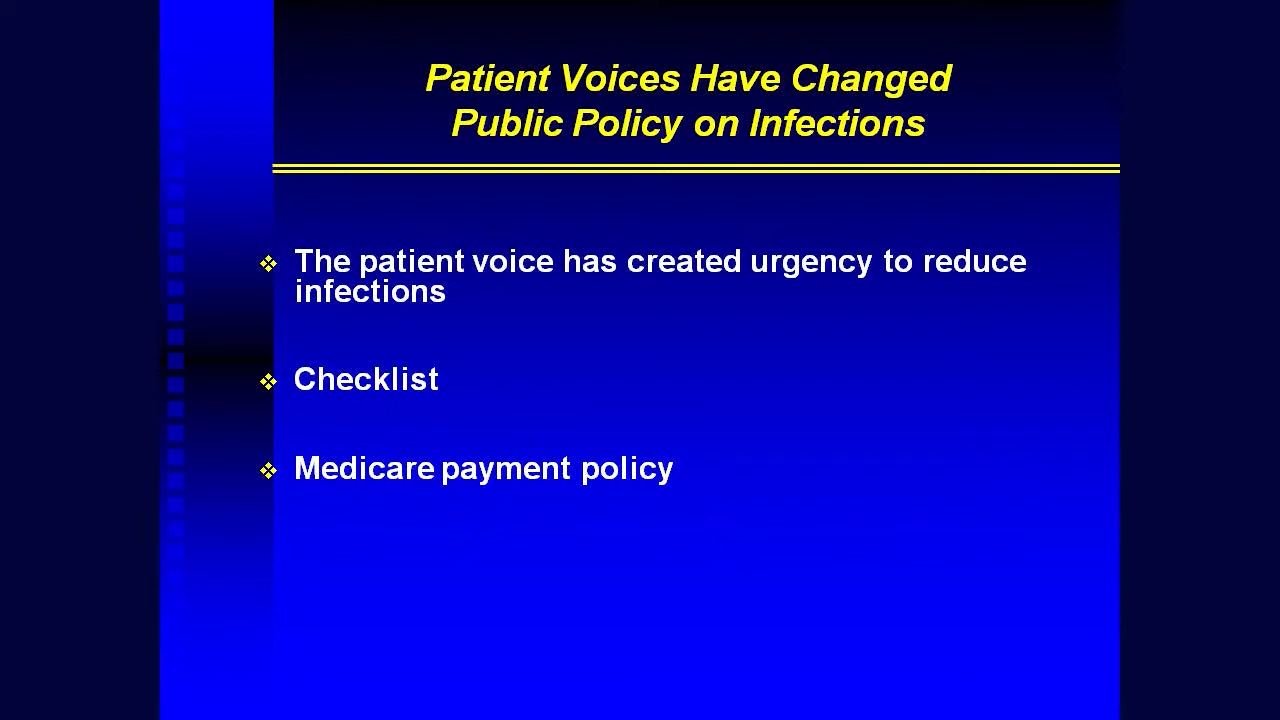 Patient Voices Have Changed
Public Policy on Infections
The patient voice has created urgency to reduce
infections
Checklist
Medicare payment policy